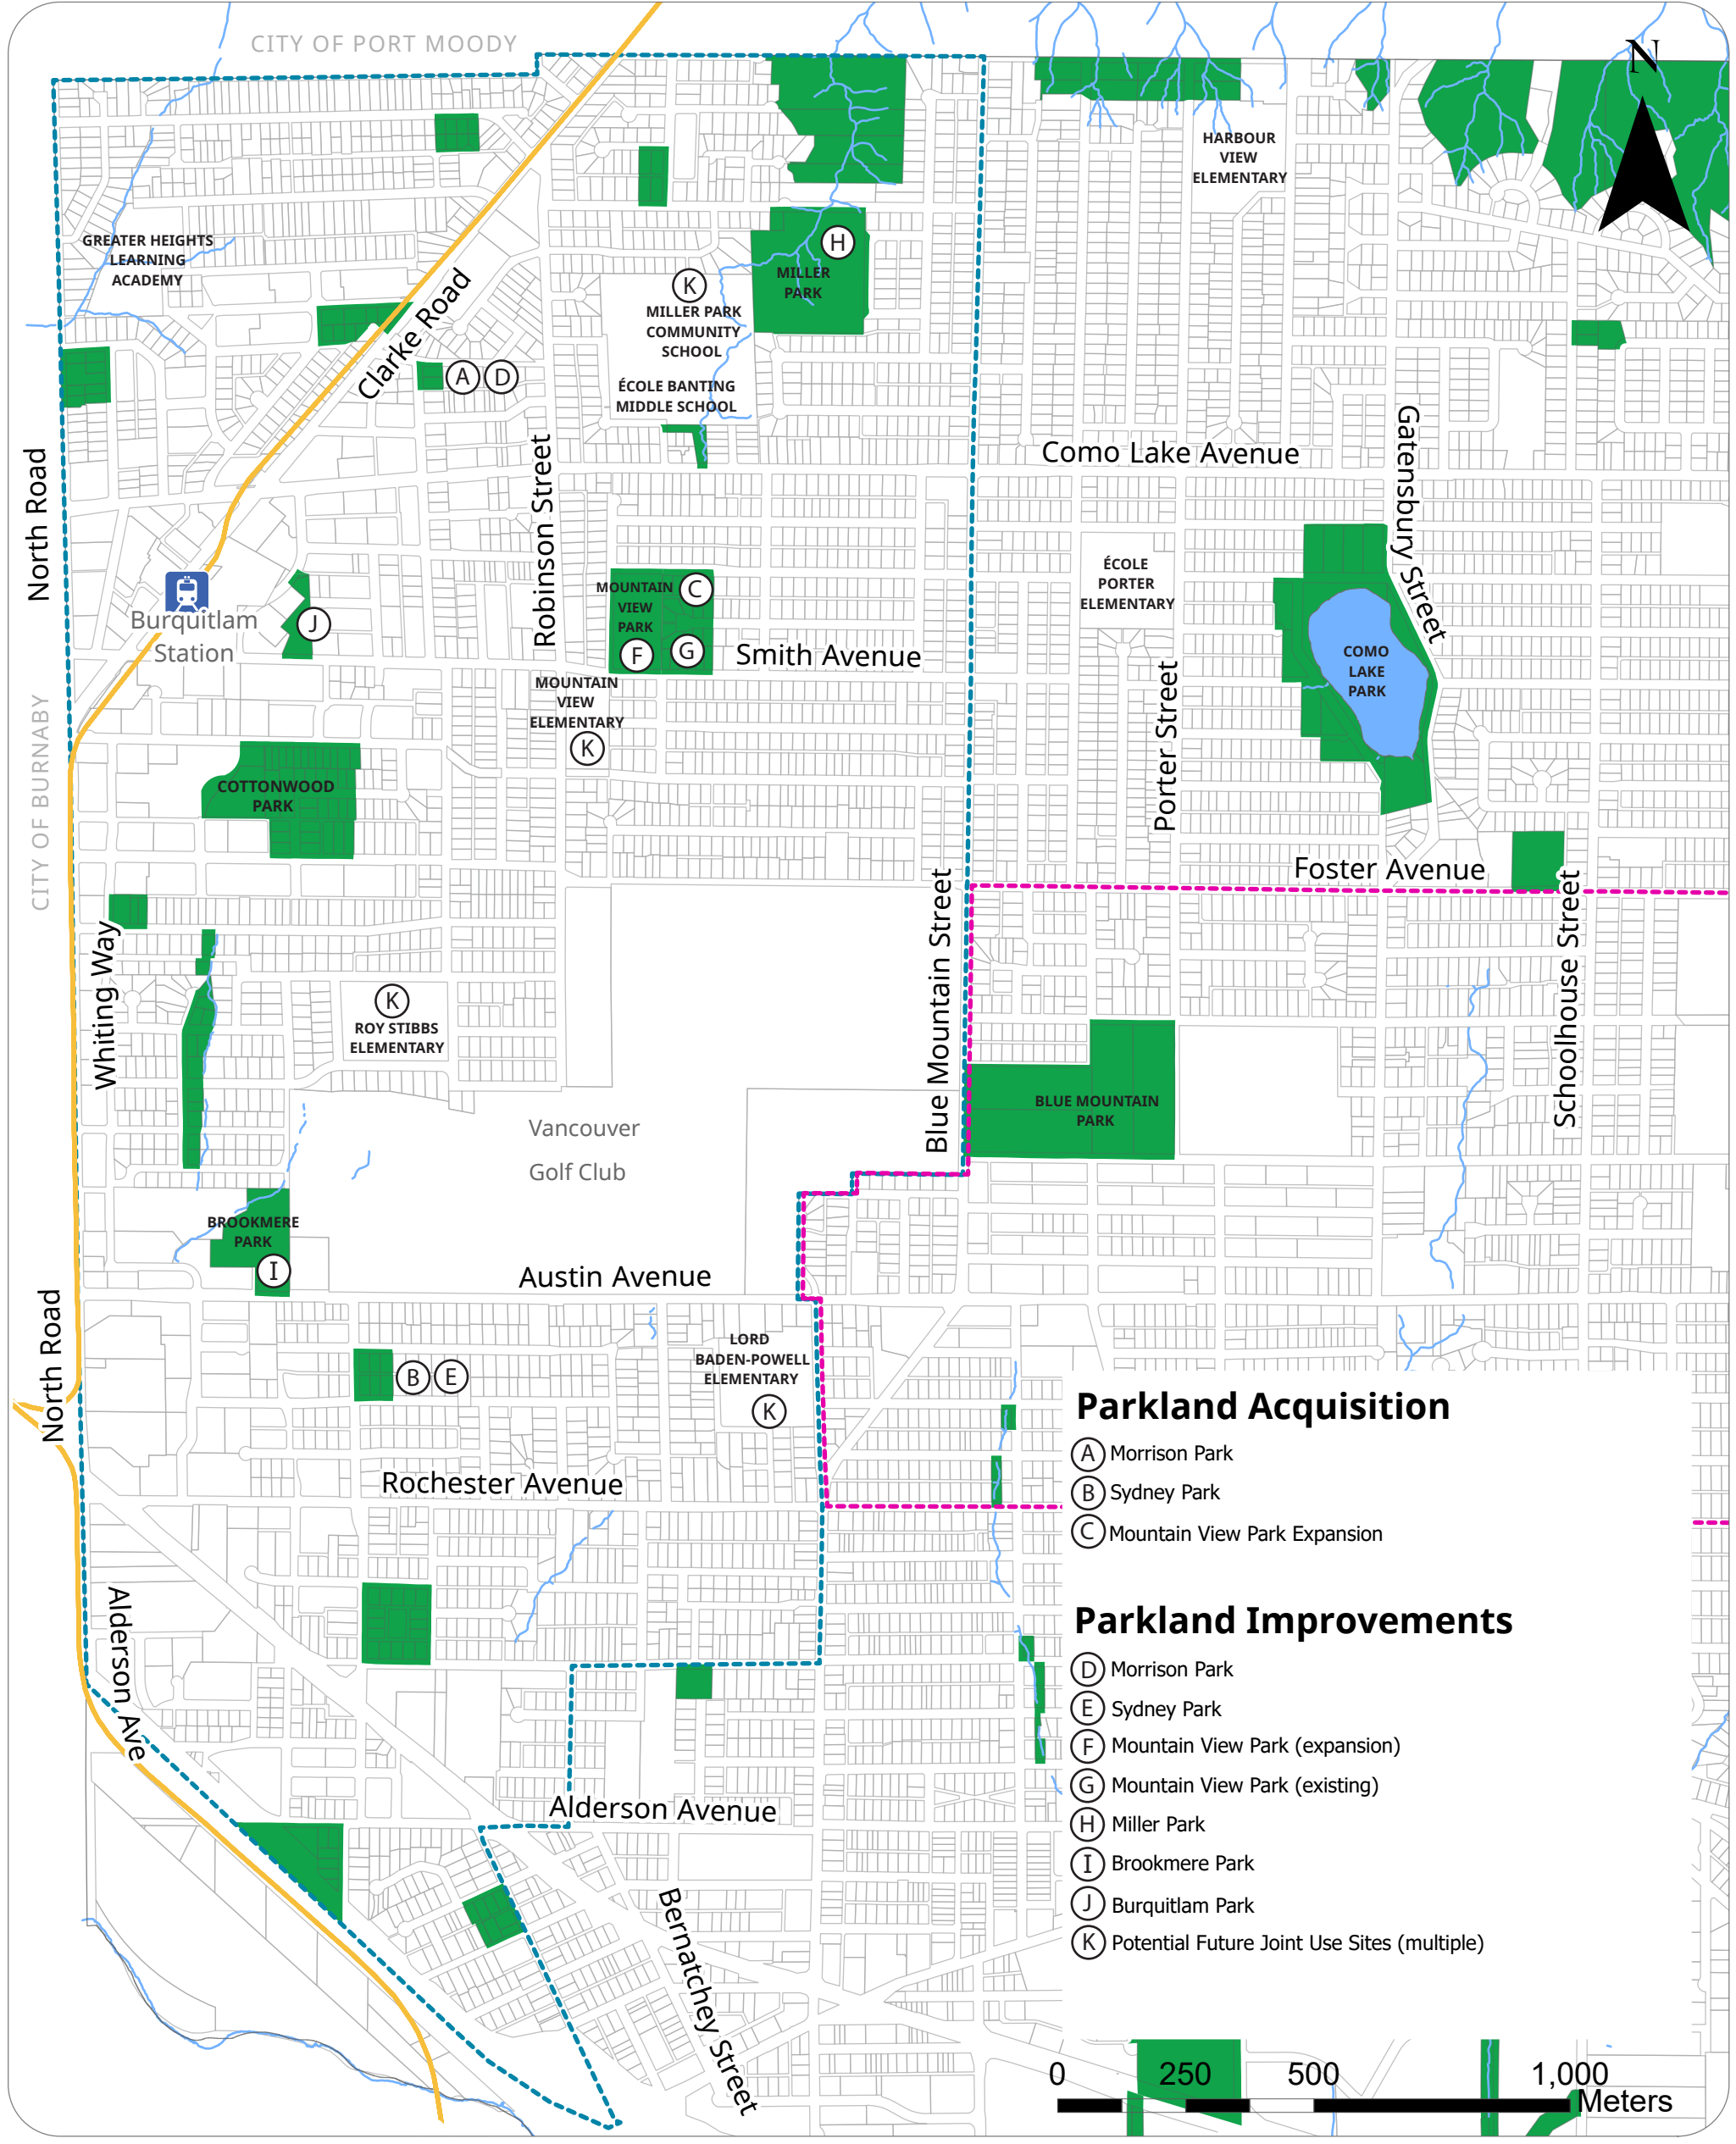 CITY OF PORT MOODY
N
HARBOUR
VIEW
ELEMENTARY
GREATER HEIGHTS
LEARNING
ACADEMY
H
MILLER
PARK
K
MILLER PARK
COMMUNITY
SCHOOL
Clarke Road
A
D
ÉCOLE BANTING
MIDDLE SCHOOL
North Road
Robinson Street
Como Lake Avenue
Gatensbury Street
Burquitlam
Station
J
MOUNTAIN
VIEW
PARK
C
F
G
Smith Avenue
ÉCOLE
PORTER
ELEMENTARY
COMO
LAKE
PARK
MOUNTAIN
VIEW
ELEMENTARY
K
Porter Street
CITY OF BURNABY
COTTONWOOD
PARK
Foster Avenue
Blue Mountain Street
Schoolhouse Street
Whiting Way
K
ROY STIBBS
ELEMENTARY
BLUE MOUNTAIN
PARK
Vancouver
Golf Club
BROOKMERE
PARK
I
Austin Avenue
North Road
LORD
BADEN-POWELL
ELEMENTARY
K
B
E
Rochester Avenue
Alderson Ave
Alderson Avenue
Bernatchey Street
Parkland Acquisition
A Morrison Park
B Sydney Park
C Mountain View Park Expansion
Parkland Improvements
D Morrison Park
E Sydney Park
F Mountain View Park (expansion)
G Mountain View Park (existing)
H Miller Park
I Brookmere Park
J Burquitlam Park
K Potential Future Joint Use Sites (multiple)
0 250 500 1,000
Meters